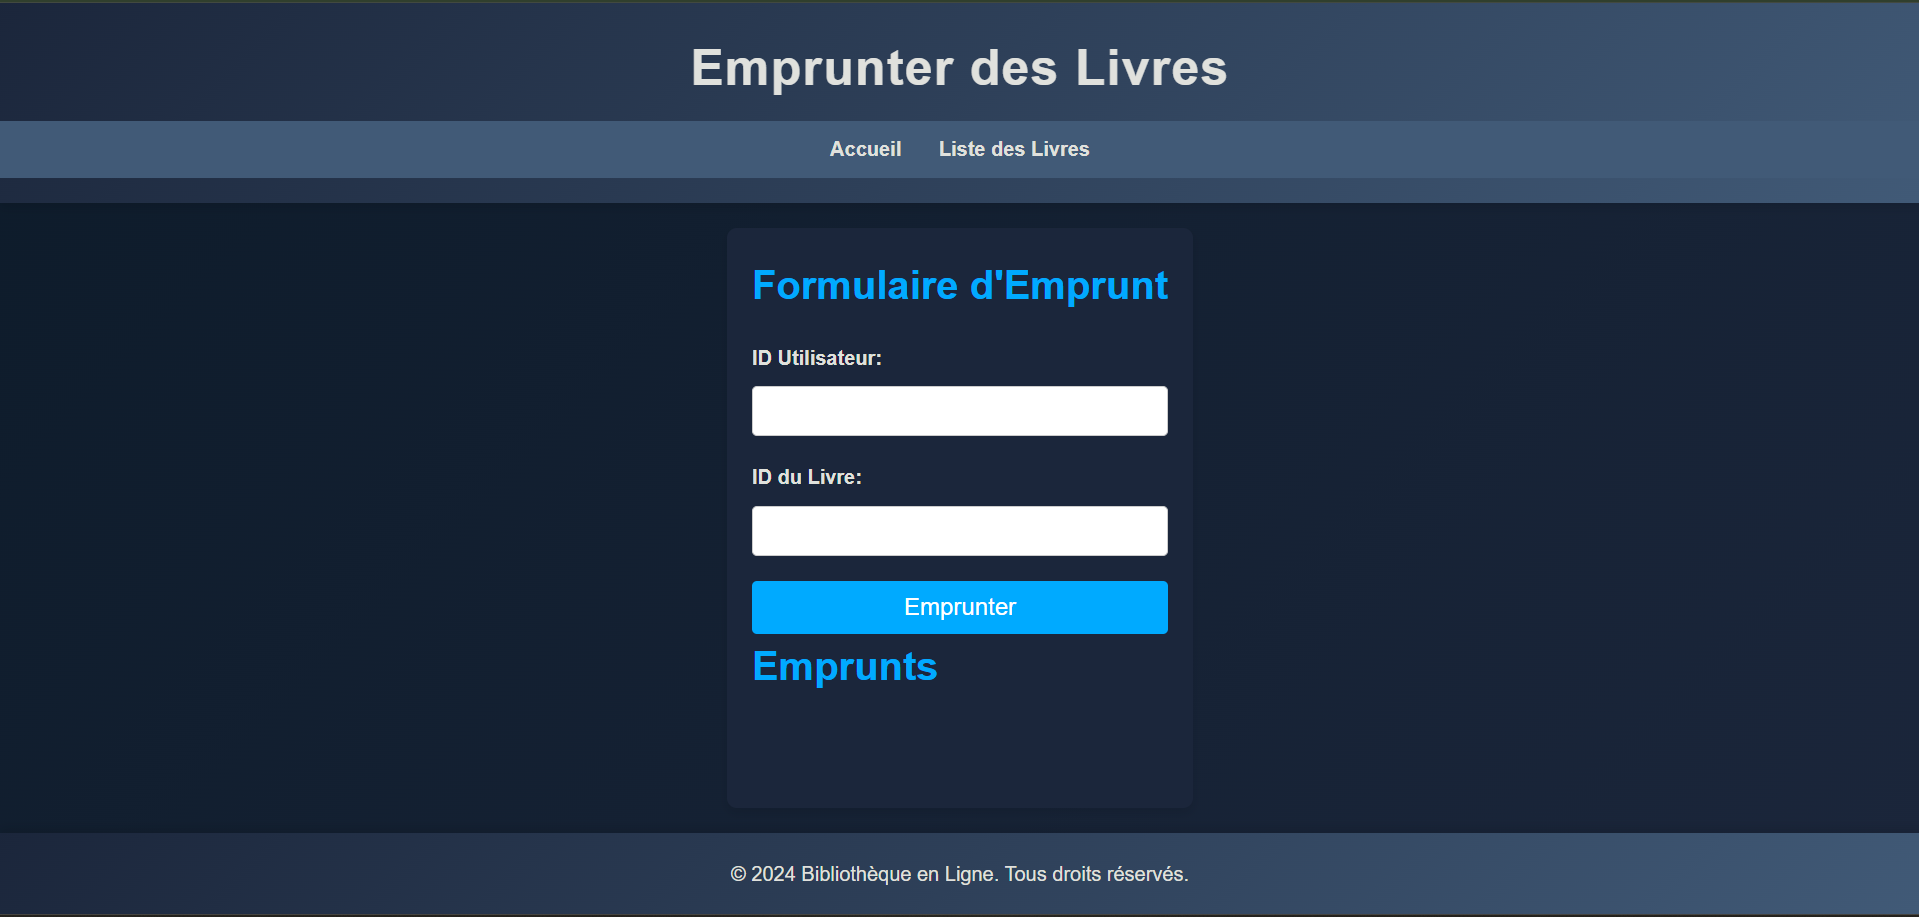 Emprunter des Livres
Accueil Liste des Livres
Formulaire d'Emprunt
ID Utilisateur:
ID du Livre:
Emprunter
Emprunts
© 2024 Bibliothèque en Ligne. Tous droits réservés.